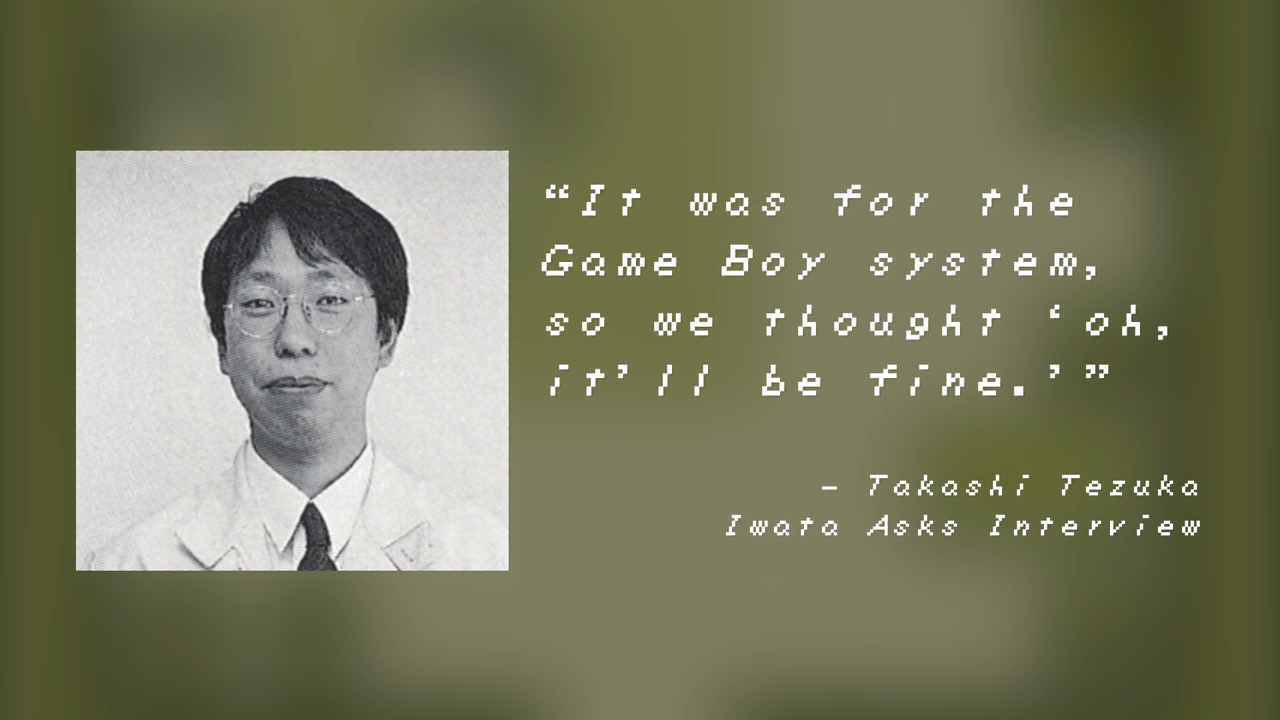 “It was for the
Game Boy system,
so we thought ‘oh,
it’ll be fine.’”
– Takashi Tezuka
Iwata Asks Interview